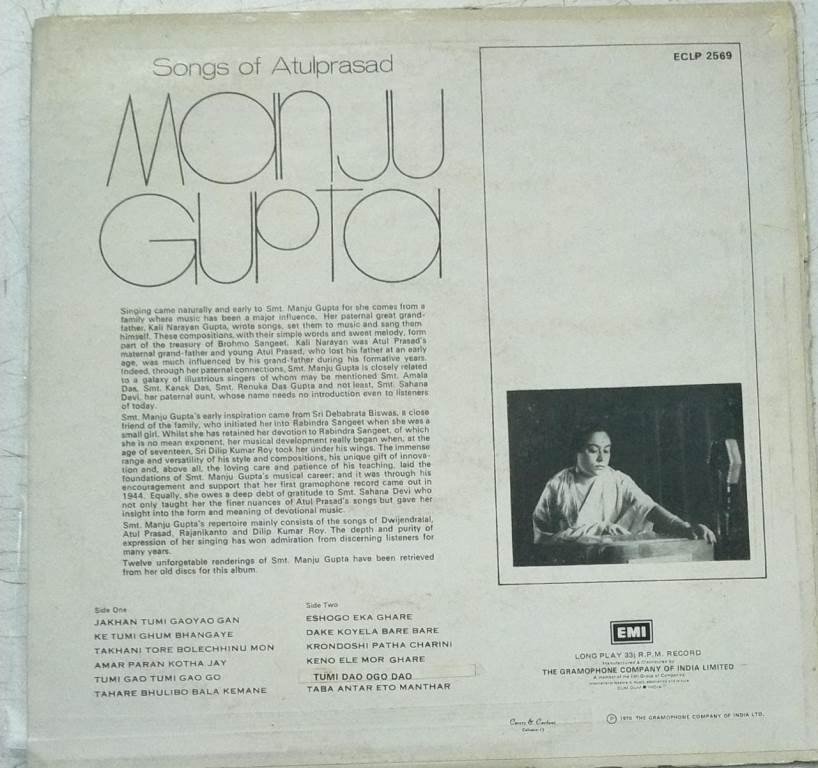 Songs of Atulprasad
Manju
Gupta
ECLP 2569
Singing came naturally and early to Smt. Manju Gupta for she comes from a
family where music has been a major influence. Her paternal great grand-
father, Kali Narayan Gupta, wrote songs, set them to music and sang them
himself. These compositions, with their simple words and sweet melody, form
part of the treasury of Brohmo Sangeet. Kali Narayan was Atul Prasad's
maternal grand-father and young Atul Prasad, who lost his father at an early
age, was much influenced by his grand-father during his formative years.
Indeed, through her paternal connections, Smt. Manju Gupta is closely related
to a galaxy of illustrious singers of whom may be mentioned Smt. Amala
Das, Smt. Kanak Das, Smt. Renuka Das Gupta and not least, Smt. Sahana
Devi, her paternal aunt, whose name needs no introduction even to listeners
of today.
Smt. Manju Gupta's early inspiration came from Sri Debabrata Biswas, a close
friend of the family, who initiated her into Rabindra Sangeet when she was a
small girl. Whilst she has retained her devotion to Rabindra Sangeet, of which
she is no mean exponent, her musical development really began when, at the
age of seventeen, Sri Dilip Kumar Roy took her under his wings. The immense
range and versatility of his style and compositions, his unique gift of innova-
tion and, above all, the loving care and patience of his teaching, laid the
foundations of Smt. Manju Gupta's musical career; and it was through his
encouragement and support that her first gramophone record came out in
1944. Equally, she owes a deep debt of gratitude to Smt. Sahana Devi who
not only taught her the finer nuances of Atul Prasad's songs but gave her
insight into the form and meaning of devotional music.
Smt. Manju Gupta's repertoire mainly consists of the songs of Dwijendralal,
Atul Prasad, Rajanikanto and Dilip Kumar Roy. The depth and purity of
expression of her singing has won admiration from discerning listeners for
many years.
Twelve unforgetable renderings of Smt. Manju Gupta have been retrieved
from her old discs for this album.
Side One
JAKHAN TUMI GAOYAO GAN
KE TUMI GHUM BHANGAYE
TAKHANI TORE BOLECHHINU MON
AMAR PARAN KOTHA JAY
TUMI GAO TUMI GAO GO
TAHARE BHULIBO BALA KEMANE
Side Two
ESHOGO EKA GHARE
DAKE KOYELA BARE BARE
KRONDOSHI PATHA CHARINI
KENO ELE MOR GHARE
TUMI DAO OGO DAO
TABA ANTAR ETO MANTHAR
EMI
LONG PLAY 33⅓ R.P.M. RECORD
Manufactured & Distributed by
THE GRAMOPHONE COMPANY OF INDIA LIMITED
A member of the EMI Group of Companies
DUM DUM INDIA
Ⓟ 1978 THE GRAMOPHONE COMPANY OF INDIA LTD.